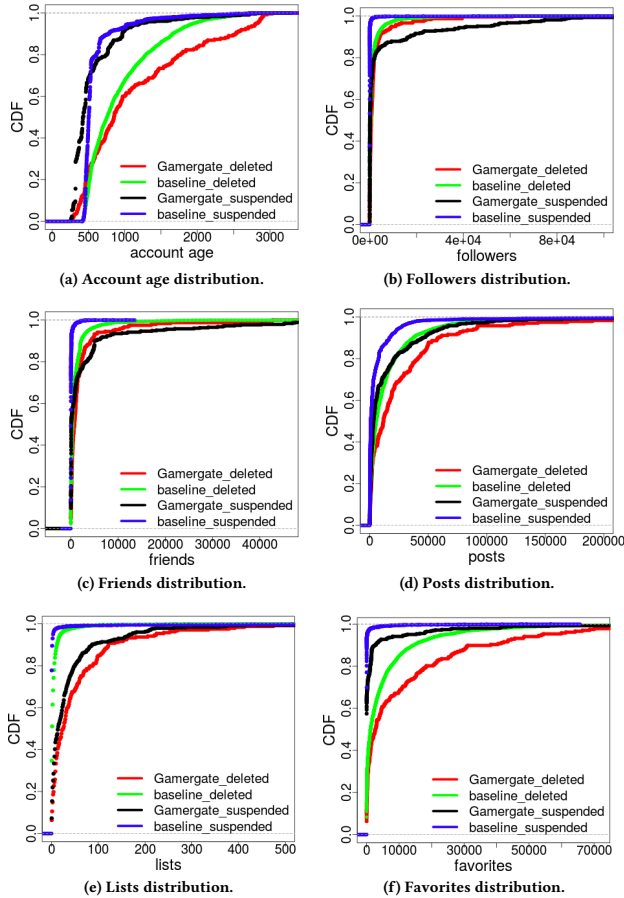 1.0
0.8
0.6
CDF
0.4
0.2
0.0
Gamergate_deleted
baseline_deleted
Gamergate_suspended
baseline_suspended
0 500 1000 2000 3000
account age
(a) Account age distribution.
1.0
0.8
0.6
CDF
0.4
0.2
0.0
Gamergate_deleted
baseline_deleted
Gamergate_suspended
baseline_suspended
0e+00 4e+04 8e+04
followers
(b) Followers distribution.
1.0
0.8
0.6
CDF
0.4
0.2
0.0
Gamergate_deleted
baseline_deleted
Gamergate_suspended
baseline_suspended
0 10000 20000 30000 40000
friends
(c) Friends distribution.
1.0
0.8
0.6
CDF
0.4
0.2
0.0
Gamergate_deleted
baseline_deleted
Gamergate_suspended
baseline_suspended
0 50000 100000 150000 200000
posts
(d) Posts distribution.
1.0
0.8
0.6
CDF
0.4
0.2
0.0
Gamergate_deleted
baseline_deleted
Gamergate_suspended
baseline_suspended
0 100 200 300 400 500
lists
(e) Lists distribution.
1.0
0.8
0.6
CDF
0.4
0.2
0.0
Gamergate_deleted
baseline_deleted
Gamergate_suspended
baseline_suspended
0 10000 30000 50000 70000
favorites
(f) Favorites distribution.